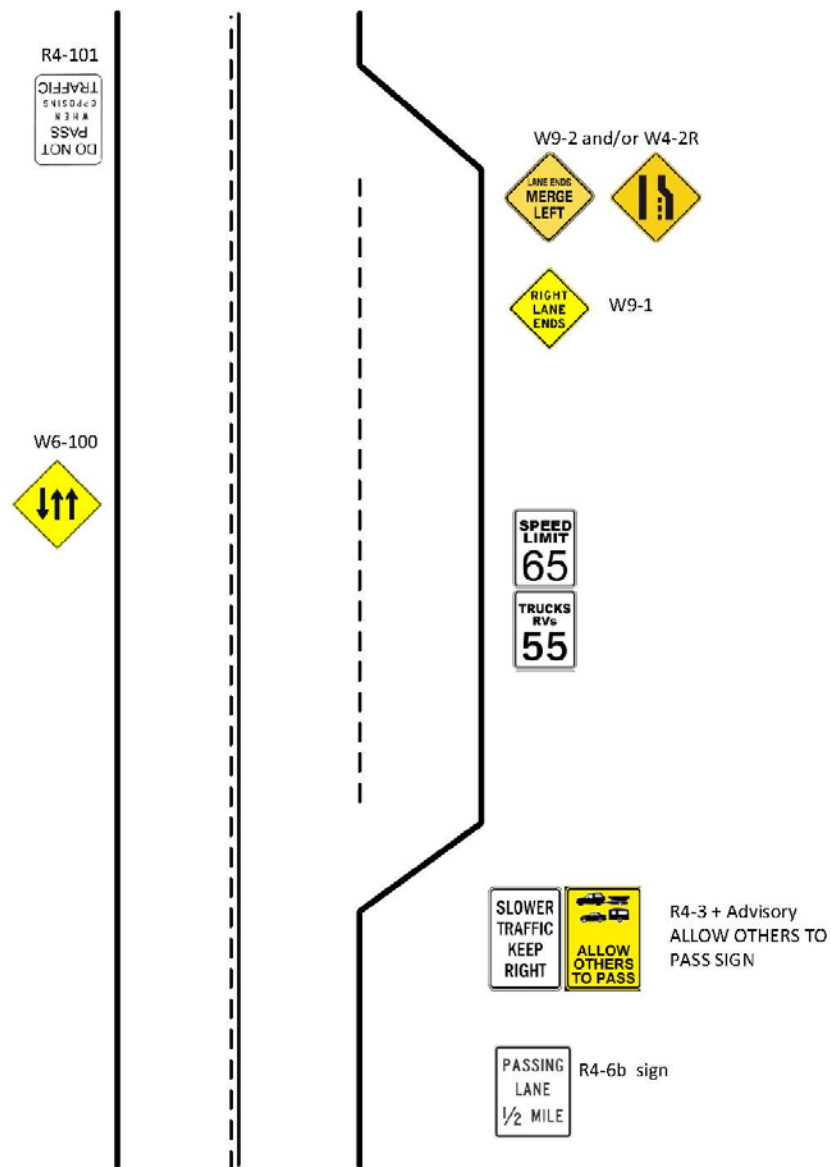 R4-101
DO NOT
PASS
WHEN
OPPOSING
TRAFFIC
W9-2 and/or W4-2R
LANE ENDS
MERGE
LEFT
RIGHT
LANE
ENDS
W9-1
W6-100
SPEED
LIMIT
65
TRUCKS
RVs
55
SLOWER
TRAFFIC
KEEP
RIGHT
ALLOW
OTHERS
TO PASS
R4-3 + Advisory
ALLOW OTHERS TO
PASS SIGN
PASSING
LANE
1/2 MILE
R4-6b sign